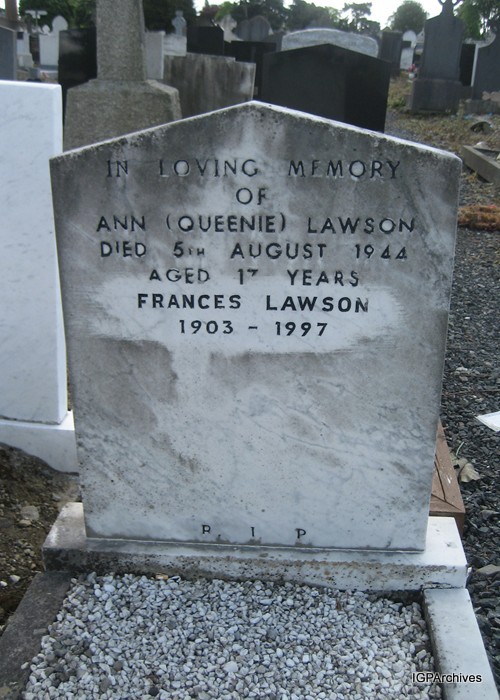 IN LOVING MEMORY
OF
ANN (QUEENIE) LAWSON
DIED 5TH AUGUST 1944
AGED 17 YEARS
FRANCES LAWSON
1903 - 1997
R I P
IGPArchives